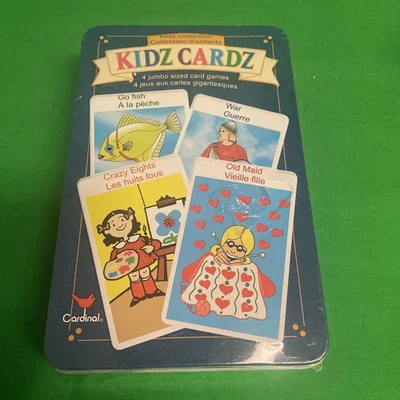 Kids collection
Collection d'enfants
KIDZ CARDZ
4 jumbo sized card games
4 jeux aux cartes gigantesques
Go fish
À la pèche
War
Guerre
Crazy Eights
Les huits fous
Old Maid
Vieille fille
Cardinal®